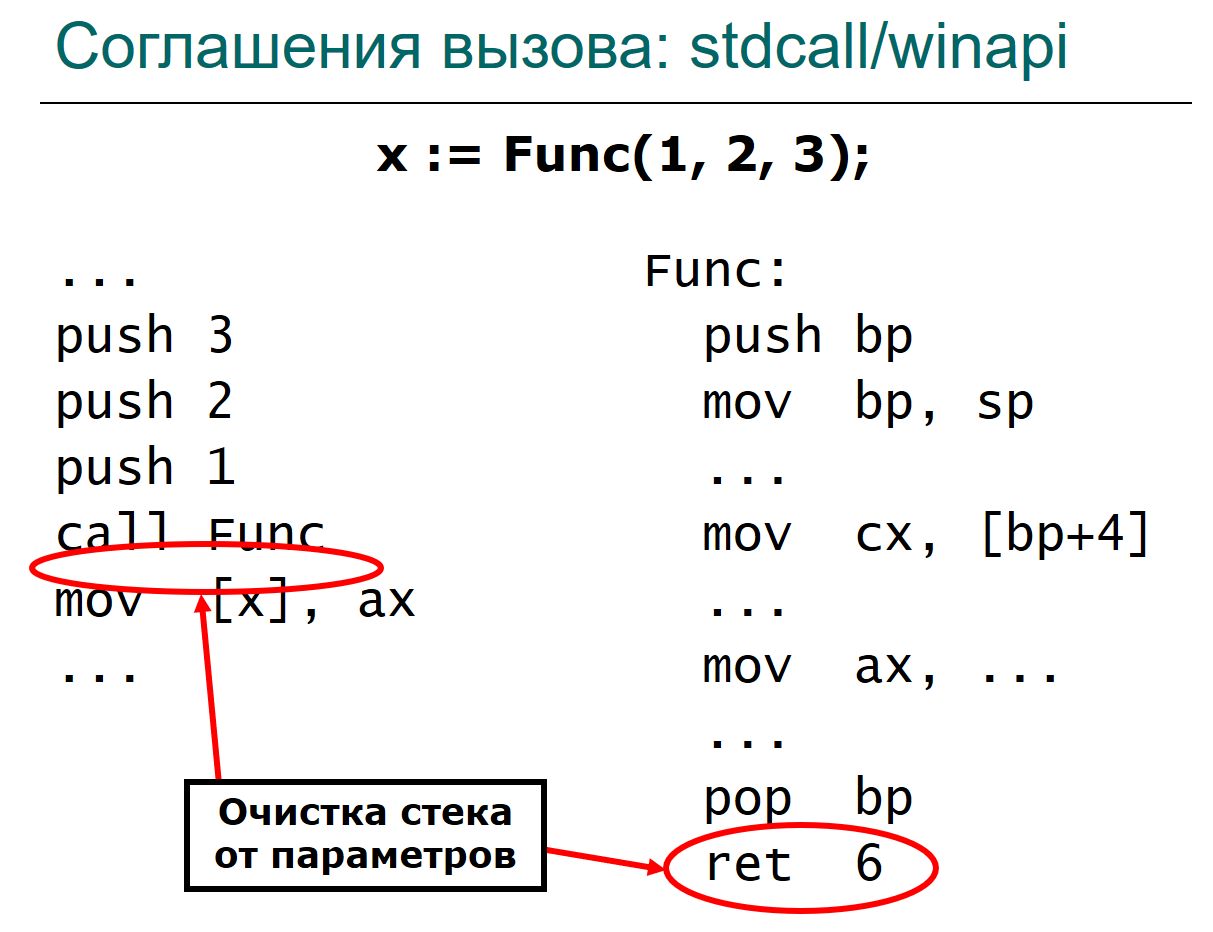 Соглашения вызова: stdcall/winapi
x := Func(1, 2, 3);
...
push 3
push 2
push 1
call Func
mov [x], ax
...
Func:
push bp
mov bp, sp
...
mov cx, [bp+4]
...
mov ax, ...
...
pop bp
ret 6
Очистка стека
от параметров